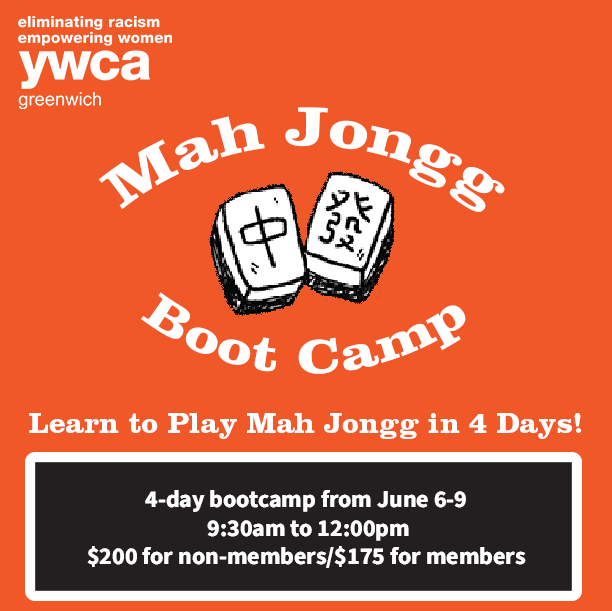 eliminating racism
empowering women
ywca
greenwich
Mah Jongg
中
發
Boot Camp
Learn to Play Mah Jongg in 4 Days!
4-day bootcamp from June 6-9
9:30am to 12:00pm
$200 for non-members/$175 for members